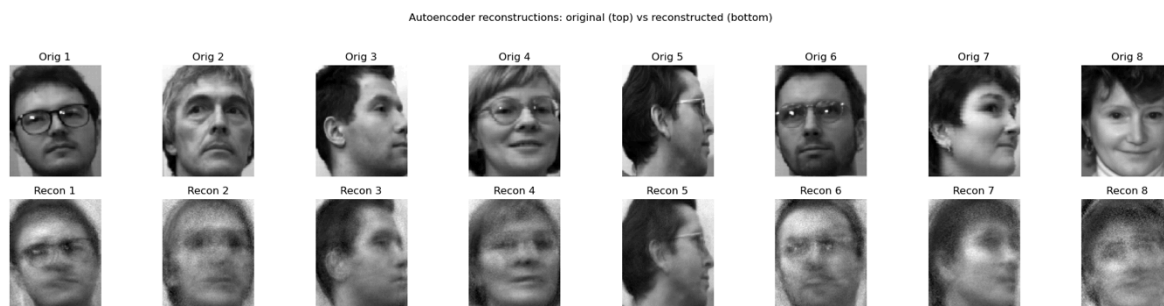 Autoencoder reconstructions: original (top) vs reconstructed (bottom)
Orig 1 Orig 2 Orig 3 Orig 4 Orig 5 Orig 6 Orig 7 Orig 8
Recon 1 Recon 2 Recon 3 Recon 4 Recon 5 Recon 6 Recon 7 Recon 8